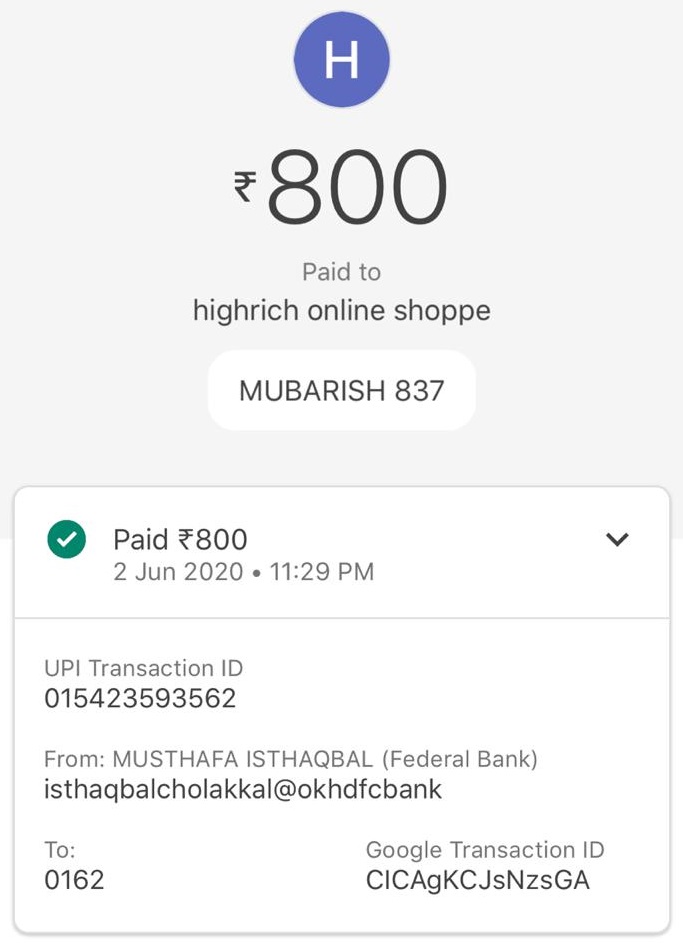 H
₹800
Paid to
highrich online shoppe
MUBARISH 837
Paid ₹800
2 Jun 2020 • 11:29 PM
UPI Transaction ID
015423593562
From: MUSTHAFA ISTHAQBAL (Federal Bank)
isthaqbalcholakkal@okhdfcbank
To:
0162
Google Transaction ID
CICAgKCJsNzsGA